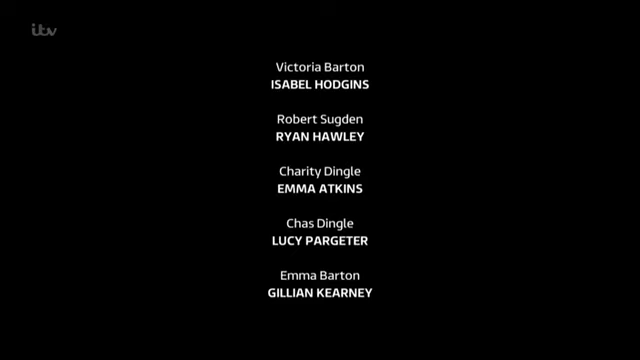 itv
Victoria Barton
ISABEL HODGINS
Robert Sugden
RYAN HAWLEY
Charity Dingle
EMMA ATKINS
Chas Dingle
LUCY PARGETER
Emma Barton
GILLIAN KEARNEY